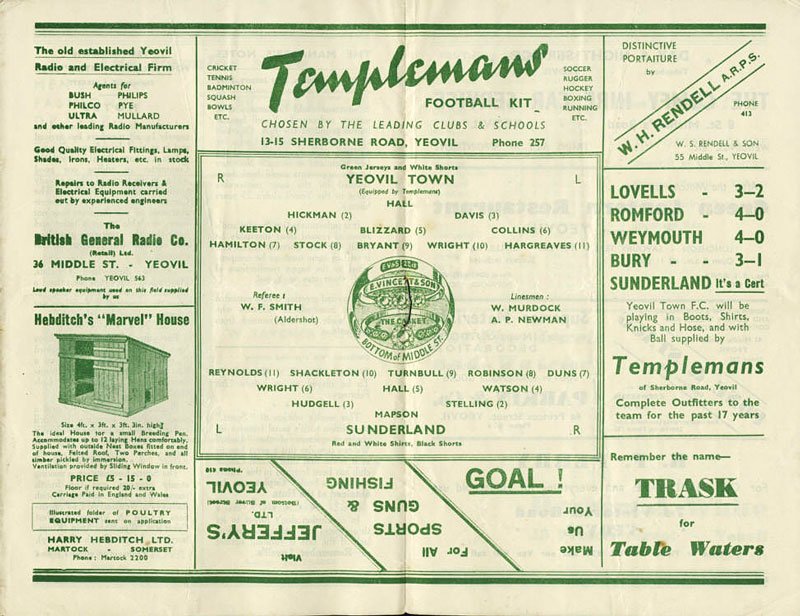 The old established Yeovil
Radio and Electrical Firm
Agents for
BUSH PHILIPS
PHILCO PYE
ULTRA MULLARD
and other leading Radio Manufacturers
Good Quality Electrical Fittings, Lamps,
Shades, Irons, Heaters, etc. in stock
Repairs to Radio Receivers &
Electrical Equipment carried
out by experienced engineers
The
British General Radio Co.
(Retail) Ltd.
36 MIDDLE ST. - YEOVIL
Phone YEOVIL 563
Loud speaker equipment used on this field supplied
by us
Hebditch's "Marvel" House
Size 4ft. x 3ft. x 3ft. 3in. high
The ideal House for a small Breeding Pen.
Accommodates up to 12 laying Hens comfortably.
Supplied with outside Nest Boxes fitted on end
of house, Felted Roof, Two Perches, and all
timber pickled by immersion.
Ventilation provided by Sliding Window in front.
PRICE £5 - 15 - 0
Floor if required 20/- extra
Carriage Paid in England and Wales
Illustrated folder of POULTRY
EQUIPMENT sent on application
HARRY HEBDITCH, LTD.
MARTOCK - SOMERSET
Phone: Martock 2200
CRICKET
TENNIS
BADMINTON
SQUASH
BOWLS
ETC.
Templemans
FOOTBALL KIT
SOCCER
RUGGER
HOCKEY
BOXING
RUNNING
ETC.
CHOSEN BY THE LEADING CLUBS & SCHOOLS
13-15 SHERBORNE ROAD, YEOVIL Phone 257
Green Jerseys and White Shorts
R YEOVIL TOWN L
(Equipped by Templemans)
HALL
HICKMAN (2) DAVIS (3)
KEETON (4) BLIZZARD (5) COLLINS (6)
HAMILTON (7) STOCK (8) BRYANT (9) WRIGHT (10) HARGREAVES (11)
Referee:
W. F. SMITH
(Aldershot)
E. VINCENT & SON
THE CASKET
BOTTOM of MIDDLE ST.
Linesmen:
W. MURDOCK
A. P. NEWMAN
REYNOLDS (11) SHACKLETON (10) TURNBULL (9) ROBINSON (8) DUNS (7)
WRIGHT (6) HALL (5) WATSON (4)
HUDGELL (3) STELLING (2)
MAPSON
L SUNDERLAND R
Red and White Shirts, Black Shorts
Visit
JEFFERY'S
LTD.
(Bottom) of Silver Street
YEOVIL
Phone 910
For All
SPORTS
GUNS &
FISHING
Make
Us
Your
GOAL !
DISTINCTIVE
PORTAITURE
by
W. H. RENDELL A.R.P.S.
PHONE
413
W. S. RENDELL & SON
55 Middle St., YEOVIL
LOVELLS - 3-2
ROMFORD - 4-0
WEYMOUTH 4-0
BURY - - 3-1
SUNDERLAND It's a Cert
Yeovil Town F.C. will be
playing in Boots, Shirts,
Knicks and Hose, and with
Ball supplied by
Templemans
of Sherborne Road, Yeovil
Complete Outfitters to the
team for the past 17 years
Remember the name—
TRASK
for
Table Waters